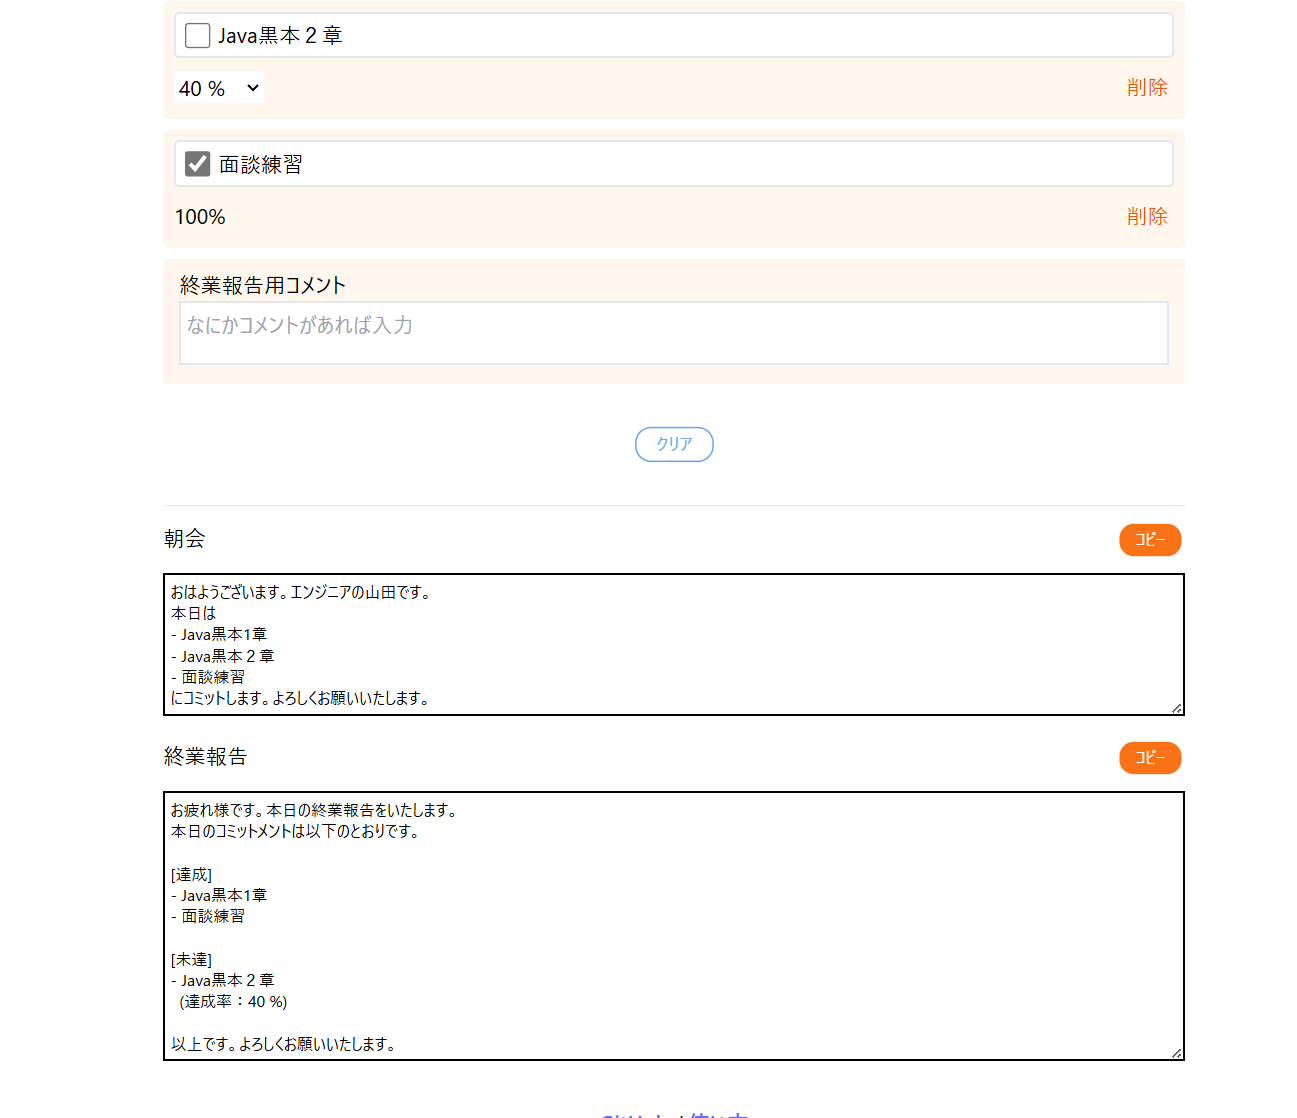 Java黒本２章
40 %
削除
面談練習
100%
削除
終業報告用コメント
なにかコメントがあれば入力
クリア
朝会
コピー
おはようございます。エンジニアの山田です。
本日は
- Java黒本1章
- Java黒本２章
- 面談練習
にコミットします。よろしくお願いいたします。
終業報告
コピー
お疲れ様です。本日の終業報告をいたします。
本日のコミットメントは以下のとおりです。
[達成]
- Java黒本1章
- 面談練習
[未達]
- Java黒本２章
(達成率：40 %)
以上です。よろしくお願いいたします。
GitHub / 使い方